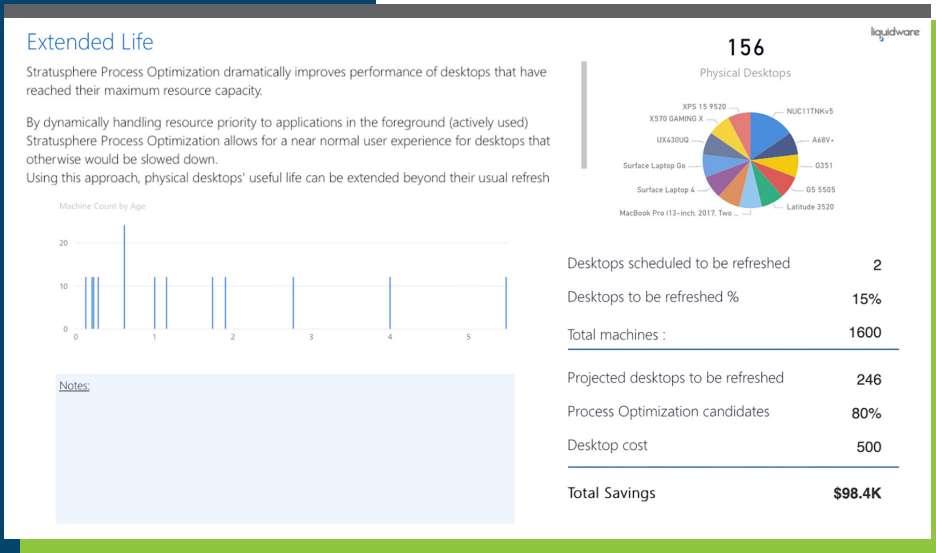 Extended Life
liquidware
Stratusphere Process Optimization dramatically improves performance of desktops that have
reached their maximum resource capacity.
By dynamically handling resource priority to applications in the foreground (actively used)
Stratusphere Process Optimization allows for a near normal user experience for desktops that
otherwise would be slowed down.
Using this approach, physical desktops' useful life can be extended beyond their usual refresh
156
Physical Desktops
XPS 15 9520
X570 GAMING X
UX430UQ
Surface Laptop Go
Surface Laptop 4
MacBook Pro (13-inch, 2017, Two ...
NUC11TNKv5
A68V+
G351
G5 5505
Latitude 3520
Machine Count by Age
20
10
0
0 1 2 3 4 5
Notes:
Desktops scheduled to be refreshed 2
Desktops to be refreshed % 15%
Total machines : 1600
Projected desktops to be refreshed 246
Process Optimization candidates 80%
Desktop cost 500
Total Savings $98.4K